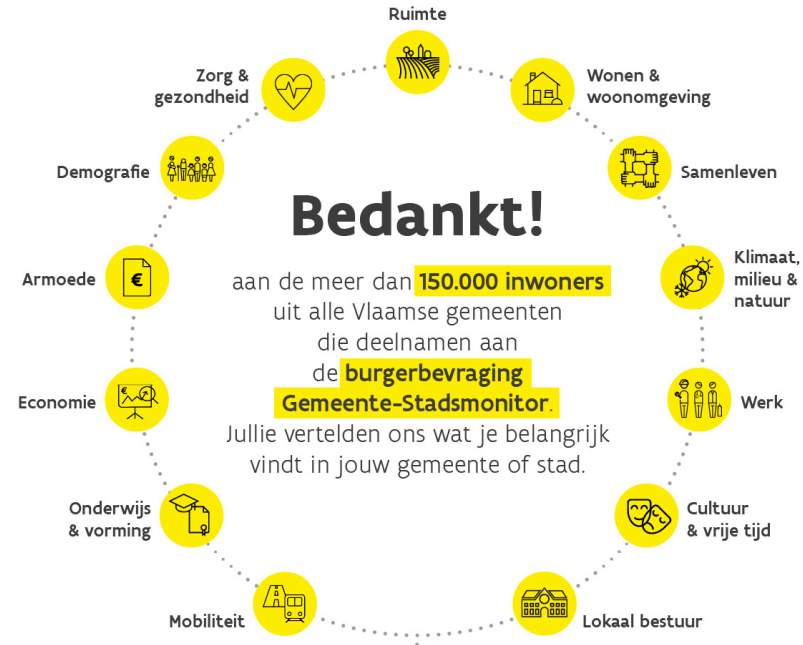 Ruimte
Zorg &
gezondheid
Wonen &
woonomgeving
Demografie
Samenleven
Bedankt!
aan de meer dan 150.000 inwoners
uit alle Vlaamse gemeenten
die deelnamen aan
de burgerbevraging
Gemeente-Stadsmonitor.
Jullie vertelden ons wat je belangrijk
vindt in jouw gemeente of stad.
Armoede
€
Klimaat,
milieu &
natuur
Economie
€
Werk
Onderwijs
& vorming
Cultuur
& vrije tijd
Mobiliteit
Lokaal bestuur